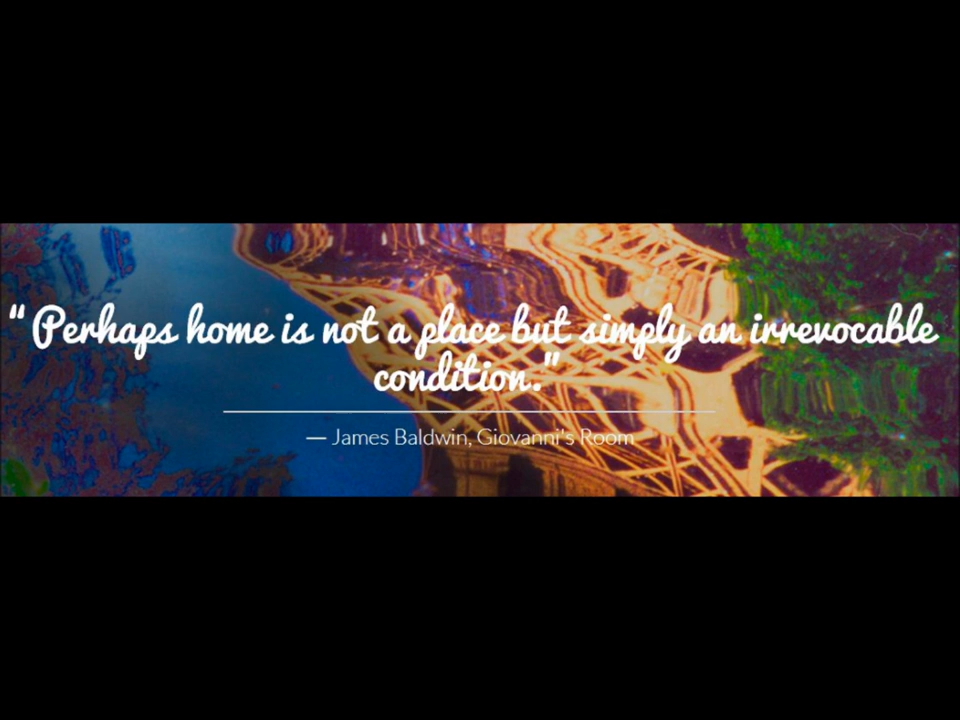 “Perhaps home is not a place but simply an irrevocable
condition.”
— James Baldwin, Giovanni's Room